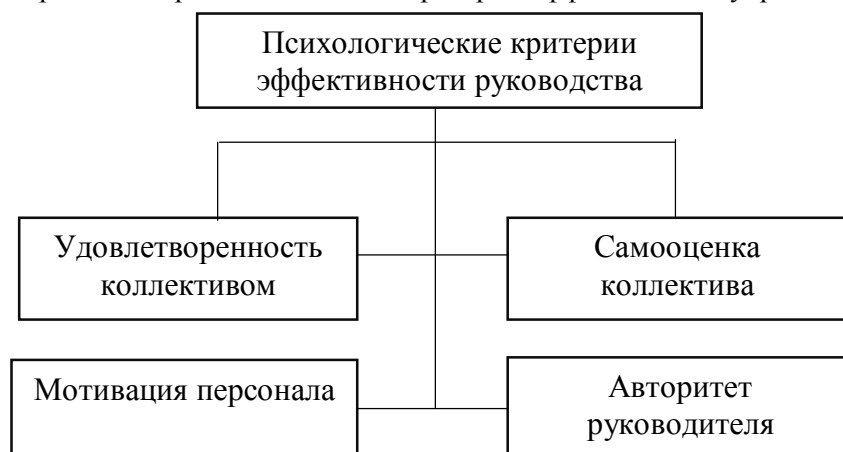 Психологические критерии
эффективности руководства
Удовлетворенность
коллективом
Самооценка
коллектива
Мотивация персонала
Авторитет
руководителя